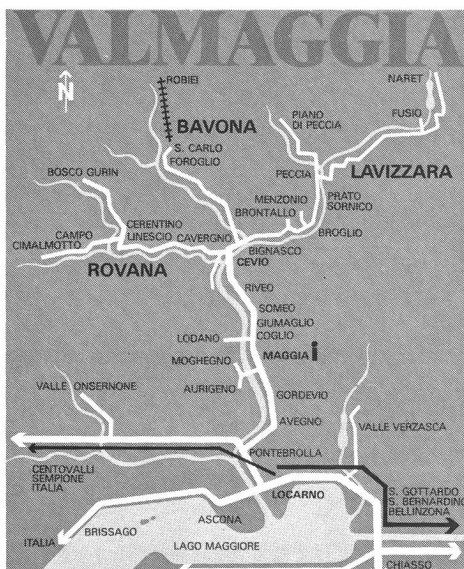 VALMAGGIA
N
ROBIEI
NARET
BAVONA
PIANO
DI PECCIA
FUSIO
S. CARLO
FOROGLIO
BOSCO GURIN
PECCIA
LAVIZZARA
MENZONIO
BRONTALLO
PRATO
SORNICO
CERENTINO
LINESCIO
CAMPO
CIMALMOTTO
CAVERGNO
BROGLIO
BIGNASCO
CEVIO
ROVANA
RIVEO
SOMEO
GIUMAGLIO
COGLIO
LODANO
MAGGIA i
MOGHEGNO
AURIGENO
VALLE ONSERNONE
GORDEVIO
AVEGNO
VALLE VERZASCA
PONTEBROLLA
CENTOVALLI
SEMPIONE
ITALIA
LOCARNO
S. GOTTARDO
S. BERNARDINO
BELLINZONA
ASCONA
BRISSAGO
ITALIA
LAGO MAGGIORE
CHIASSO